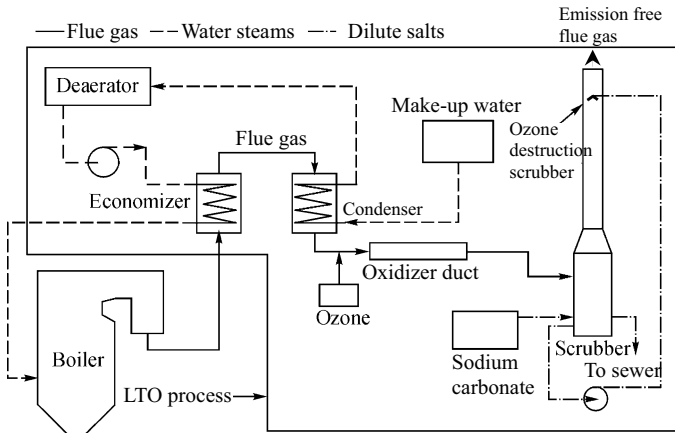 Flue gas
Water steams
Dilute salts
Emission free
flue gas
Deaerator
Make-up water
Flue gas
Ozone
destruction
scrubber
Economizer
Condenser
Oxidizer duct
Ozone
Boiler
Sodium
carbonate
Scrubber
To sewer
LTO process